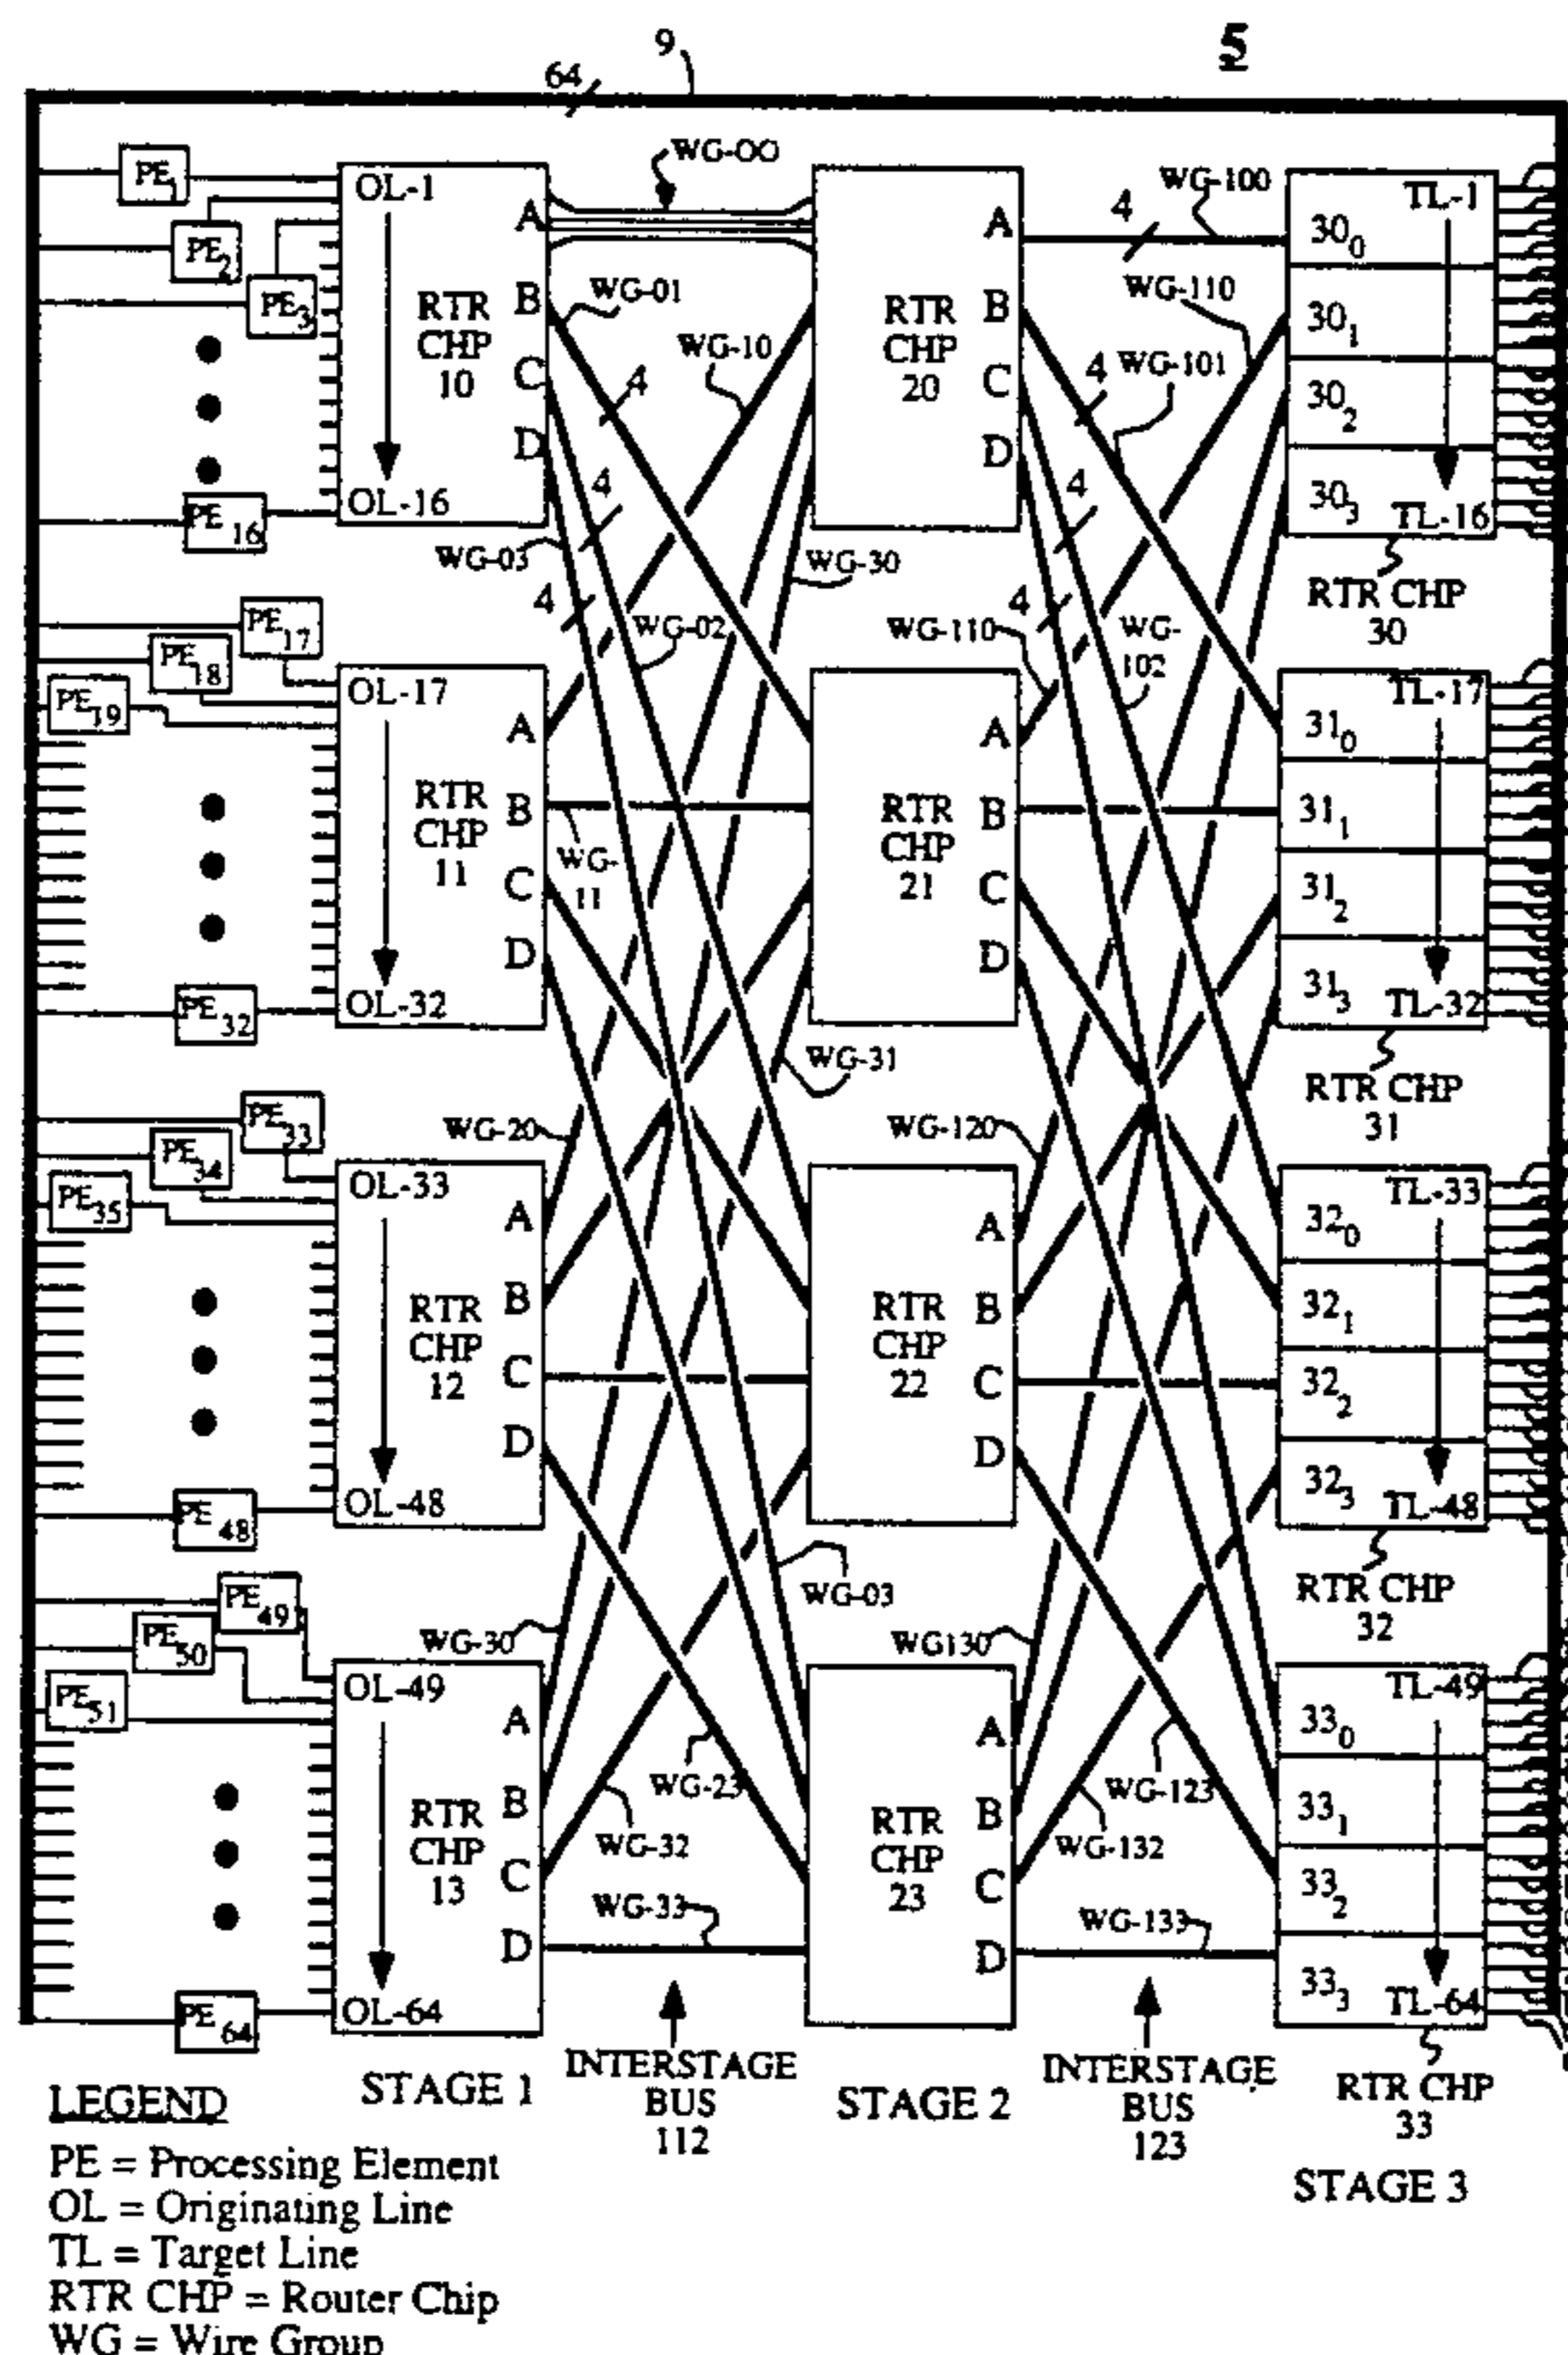 5
9
64
WG-OO
PE1
OL-1
A
A
4
WG-100
TL-1
300
PE2
PE3
B
WG-01
WG-10
B
WG-110
301
RTR
CHP
10
RTR
CHP
20
C
4
C
4
WG-101
302
D
D
303
PE16
OL-16
4
4
TL-16
WG-03
WG-30
RTR CHP
30
4
4
PE17
WG-02
WG-110
WG-
102
PE18
PE19
OL-17
TL-17
A
A
310
RTR
CHP
11
B
RTR
CHP
21
B
311
WG-
11
C
C
312
D
D
313
PE32
OL-32
TL-32
WG-31
RTR CHP
31
PE33
WG-20
WG-120
PE34
PE35
OL-33
TL-33
A
A
320
RTR
CHP
12
B
RTR
CHP
22
B
321
C
C
322
D
D
323
PE48
OL-48
TL-48
WG-03
RTR CHP
32
PE49
PE50
WG-30
WG130
PE51
OL-49
TL-49
A
A
330
WG-23
WG-123
RTR
CHP
13
B
RTR
CHP
23
B
331
WG-32
WG-132
C
C
332
WG-33
WG-133
D
D
333
PE64
OL-64
TL-64
STAGE 1
INTERSTAGE
BUS
112
STAGE 2
INTERSTAGE
BUS
123
RTR CHP
33
STAGE 3
LEGEND
PE = Processing Element
OL = Originating Line
TL = Target Line
RTR CHP = Router Chip
WG = Wire Group